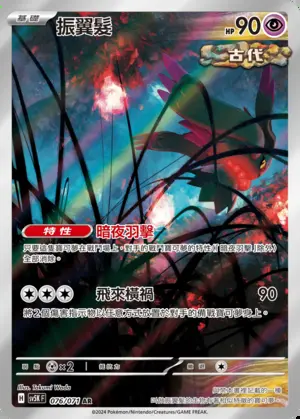 基礎 振翼髮 HP 90
古代
特性 暗夜羽擊
只要這隻寶可夢在戰鬥場上,對手的戰鬥寶可夢的特性(「暗夜羽擊」除外)
全部消除。
飛來橫禍 90
將2個傷害指示物以任意方式放置於對手的備戰寶可夢身上。
×2
Illus. Takumi Wada
H SV5K F 076/071 AR
©2024 Pokémon/Nintendo/Creatures/GAME FREAK.